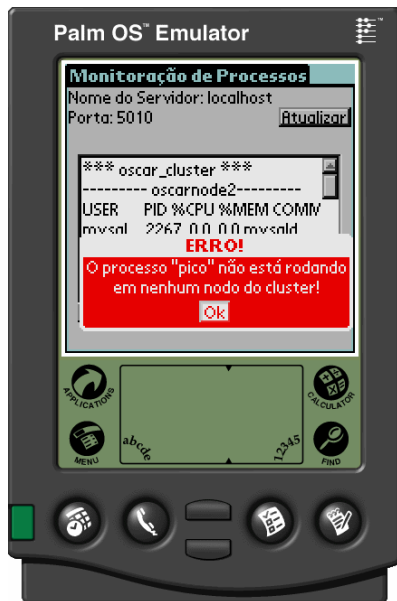 Palm OS™ Emulator
Monitoração de Processos
Nome do Servidor: localhost
Porta: 5010
Atualizar
*** oscar_cluster ***
--------- oscarnode2---------
USER PID %CPU %MEM COMM
mysql 2267 0.0 0.0 mysqld
ERRO!
O processo "pico" não está rodando
em nenhum nodo do cluster!
Ok
APPLICATIONS
CALCULATOR
MENU
abcde
12345
FIND